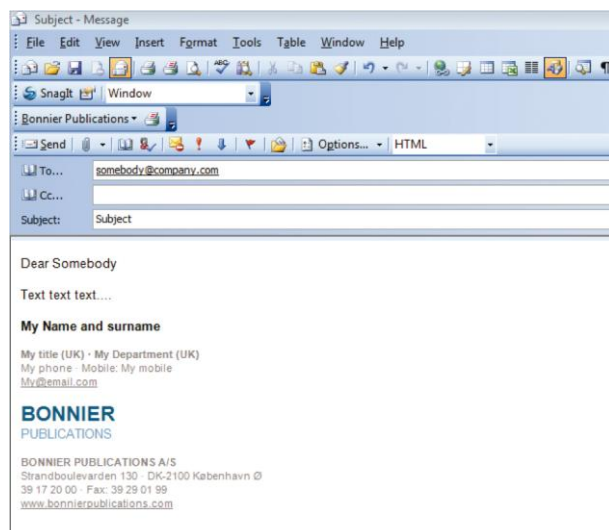 Subject - Message
File Edit View Insert Format Tools Table Window Help
SnagIt Window
Bonnier Publications
Send Options... HTML
To... somebody@company.com
Cc...
Subject: Subject
Dear Somebody
Text text text....
My Name and surname
My title (UK) · My Department (UK)
My phone · Mobile: My mobile
My@email.com
BONNIER
PUBLICATIONS
BONNIER PUBLICATIONS A/S
Strandboulevarden 130 · DK-2100 København Ø
39 17 20 00 · Fax: 39 29 01 99
www.bonnierpublications.com